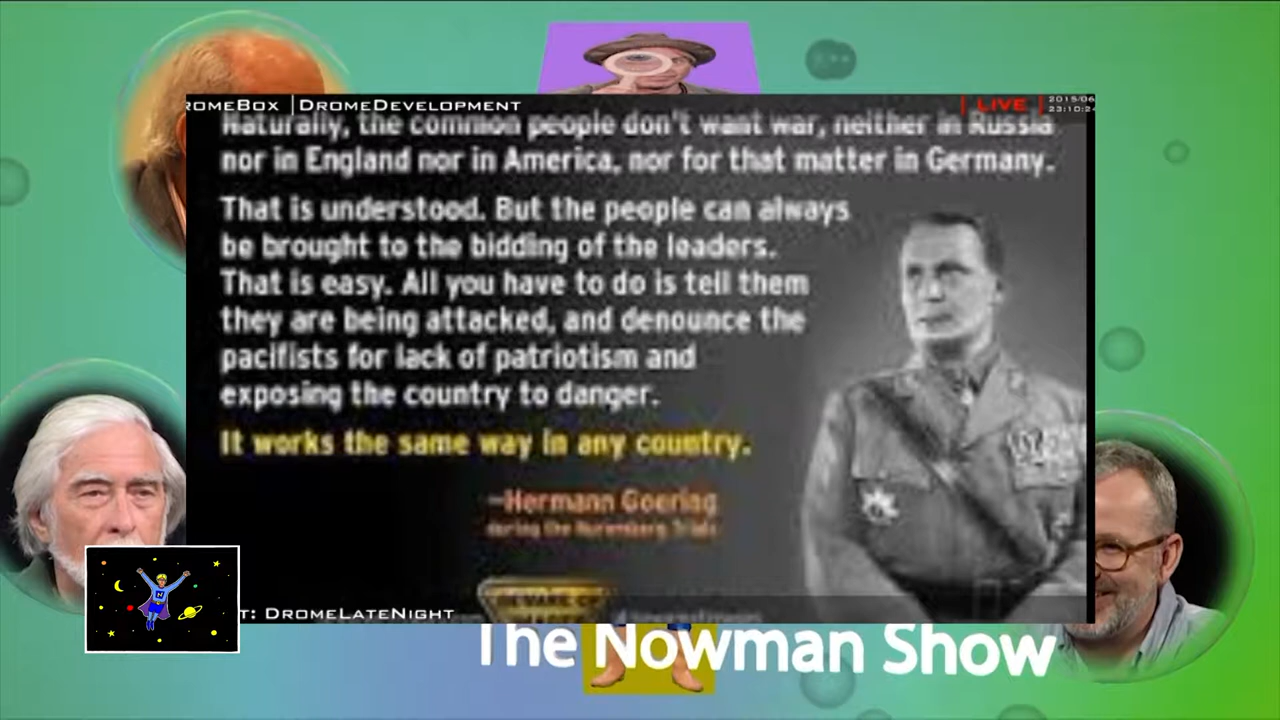 DROMEDEVELOPMENT
LIVE
Naturally, the common people don't want war, neither in Russia
nor in England nor in America, nor for that matter in Germany.
That is understood. But the people can always
be brought to the bidding of the leaders.
That is easy. All you have to do is tell them
they are being attacked, and denounce the
pacifists for lack of patriotism and
exposing the country to danger.
It works the same way in any country.
—Hermann Goering
during the Nuremberg Trials
N
DROMELATENIGHT
The Nowman Show